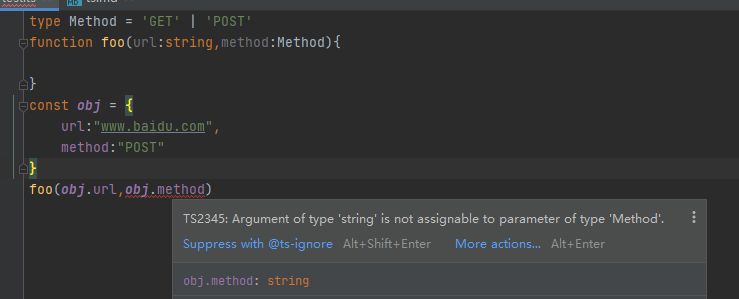 type Method = 'GET' | 'POST'
function foo(url:string,method:Method){
}
const obj = {
url:"www.baidu.com",
method:"POST"
}
foo(obj.url,obj.method)
TS2345: Argument of type 'string' is not assignable to parameter of type 'Method'.
Suppress with @ts-ignore Alt+Shift+Enter More actions... Alt+Enter
obj.method: string